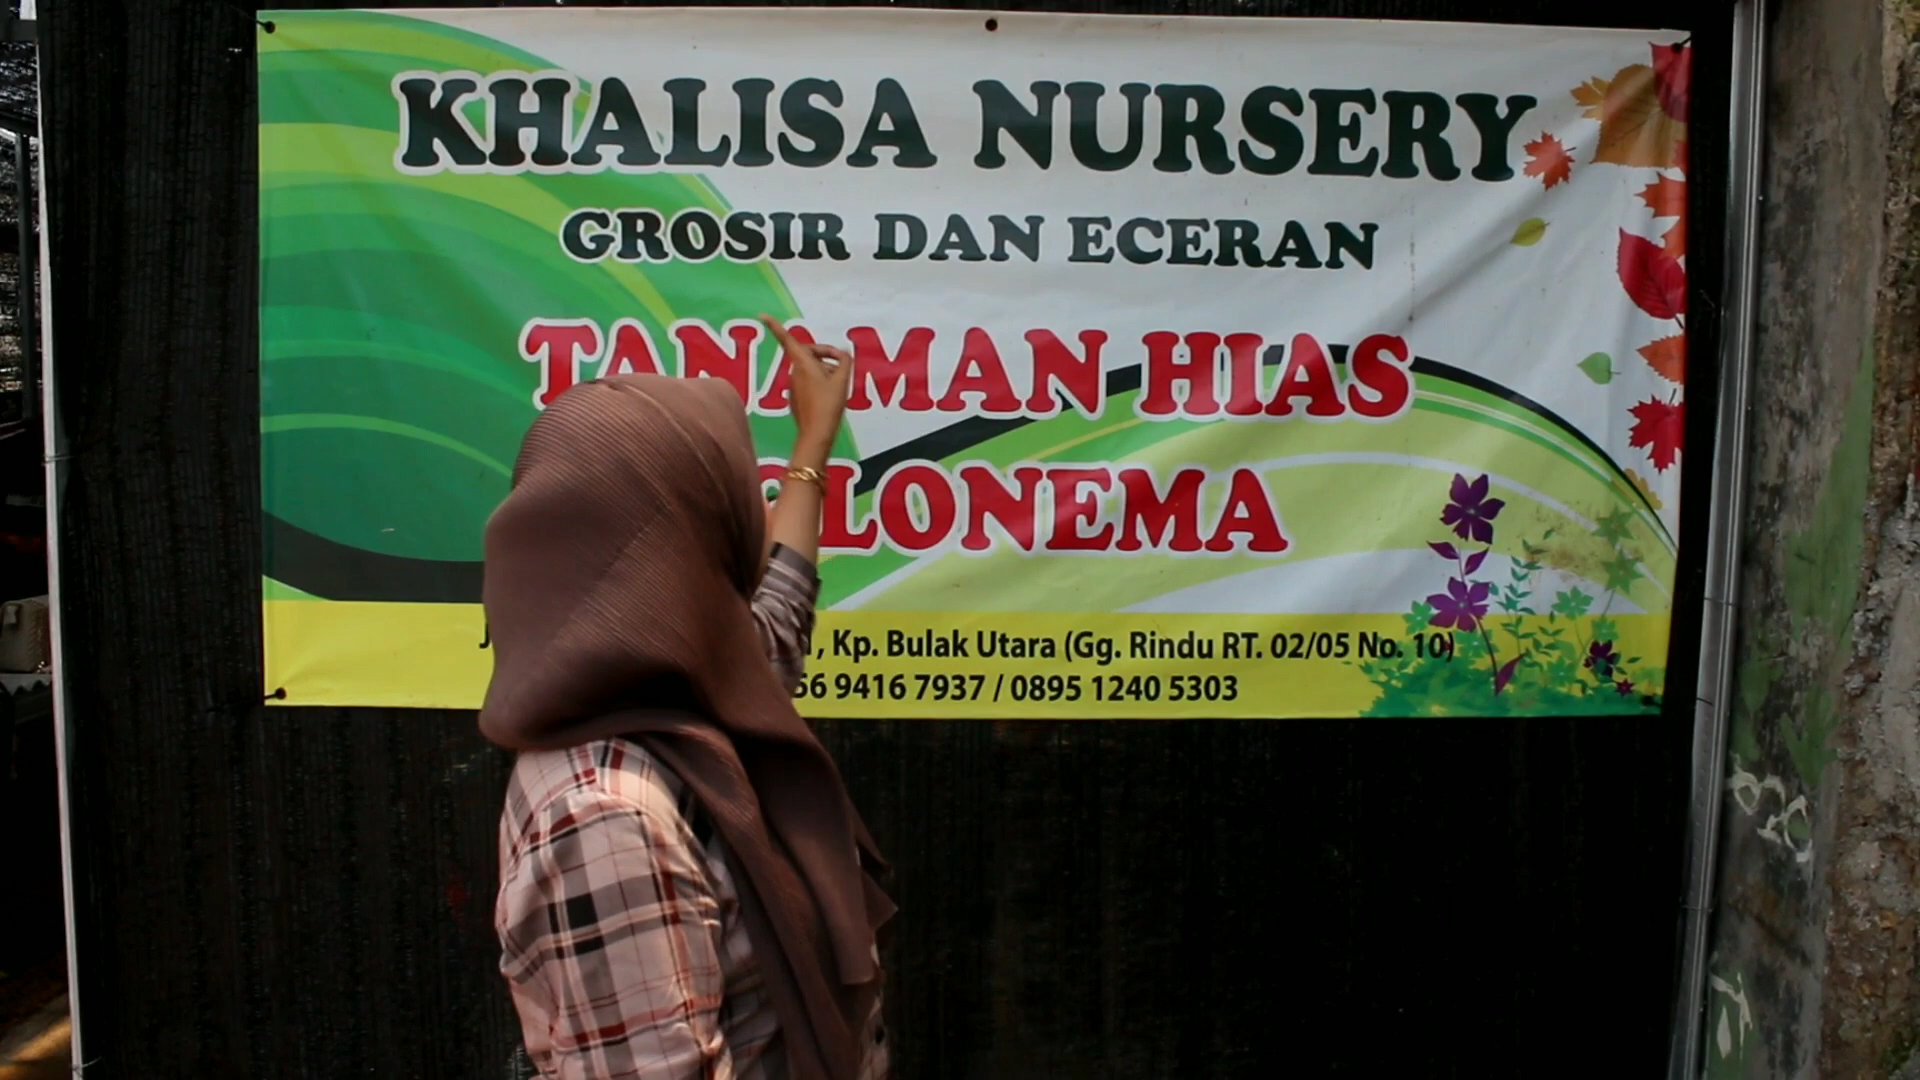 KHALISA NURSERY
GROSIR DAN ECERAN
TANAMAN HIAS
GLONEMA
Kp. Bulak Utara (Gg. Rindu RT. 02/05 No. 10)
9416 7937 / 0895 1240 5303